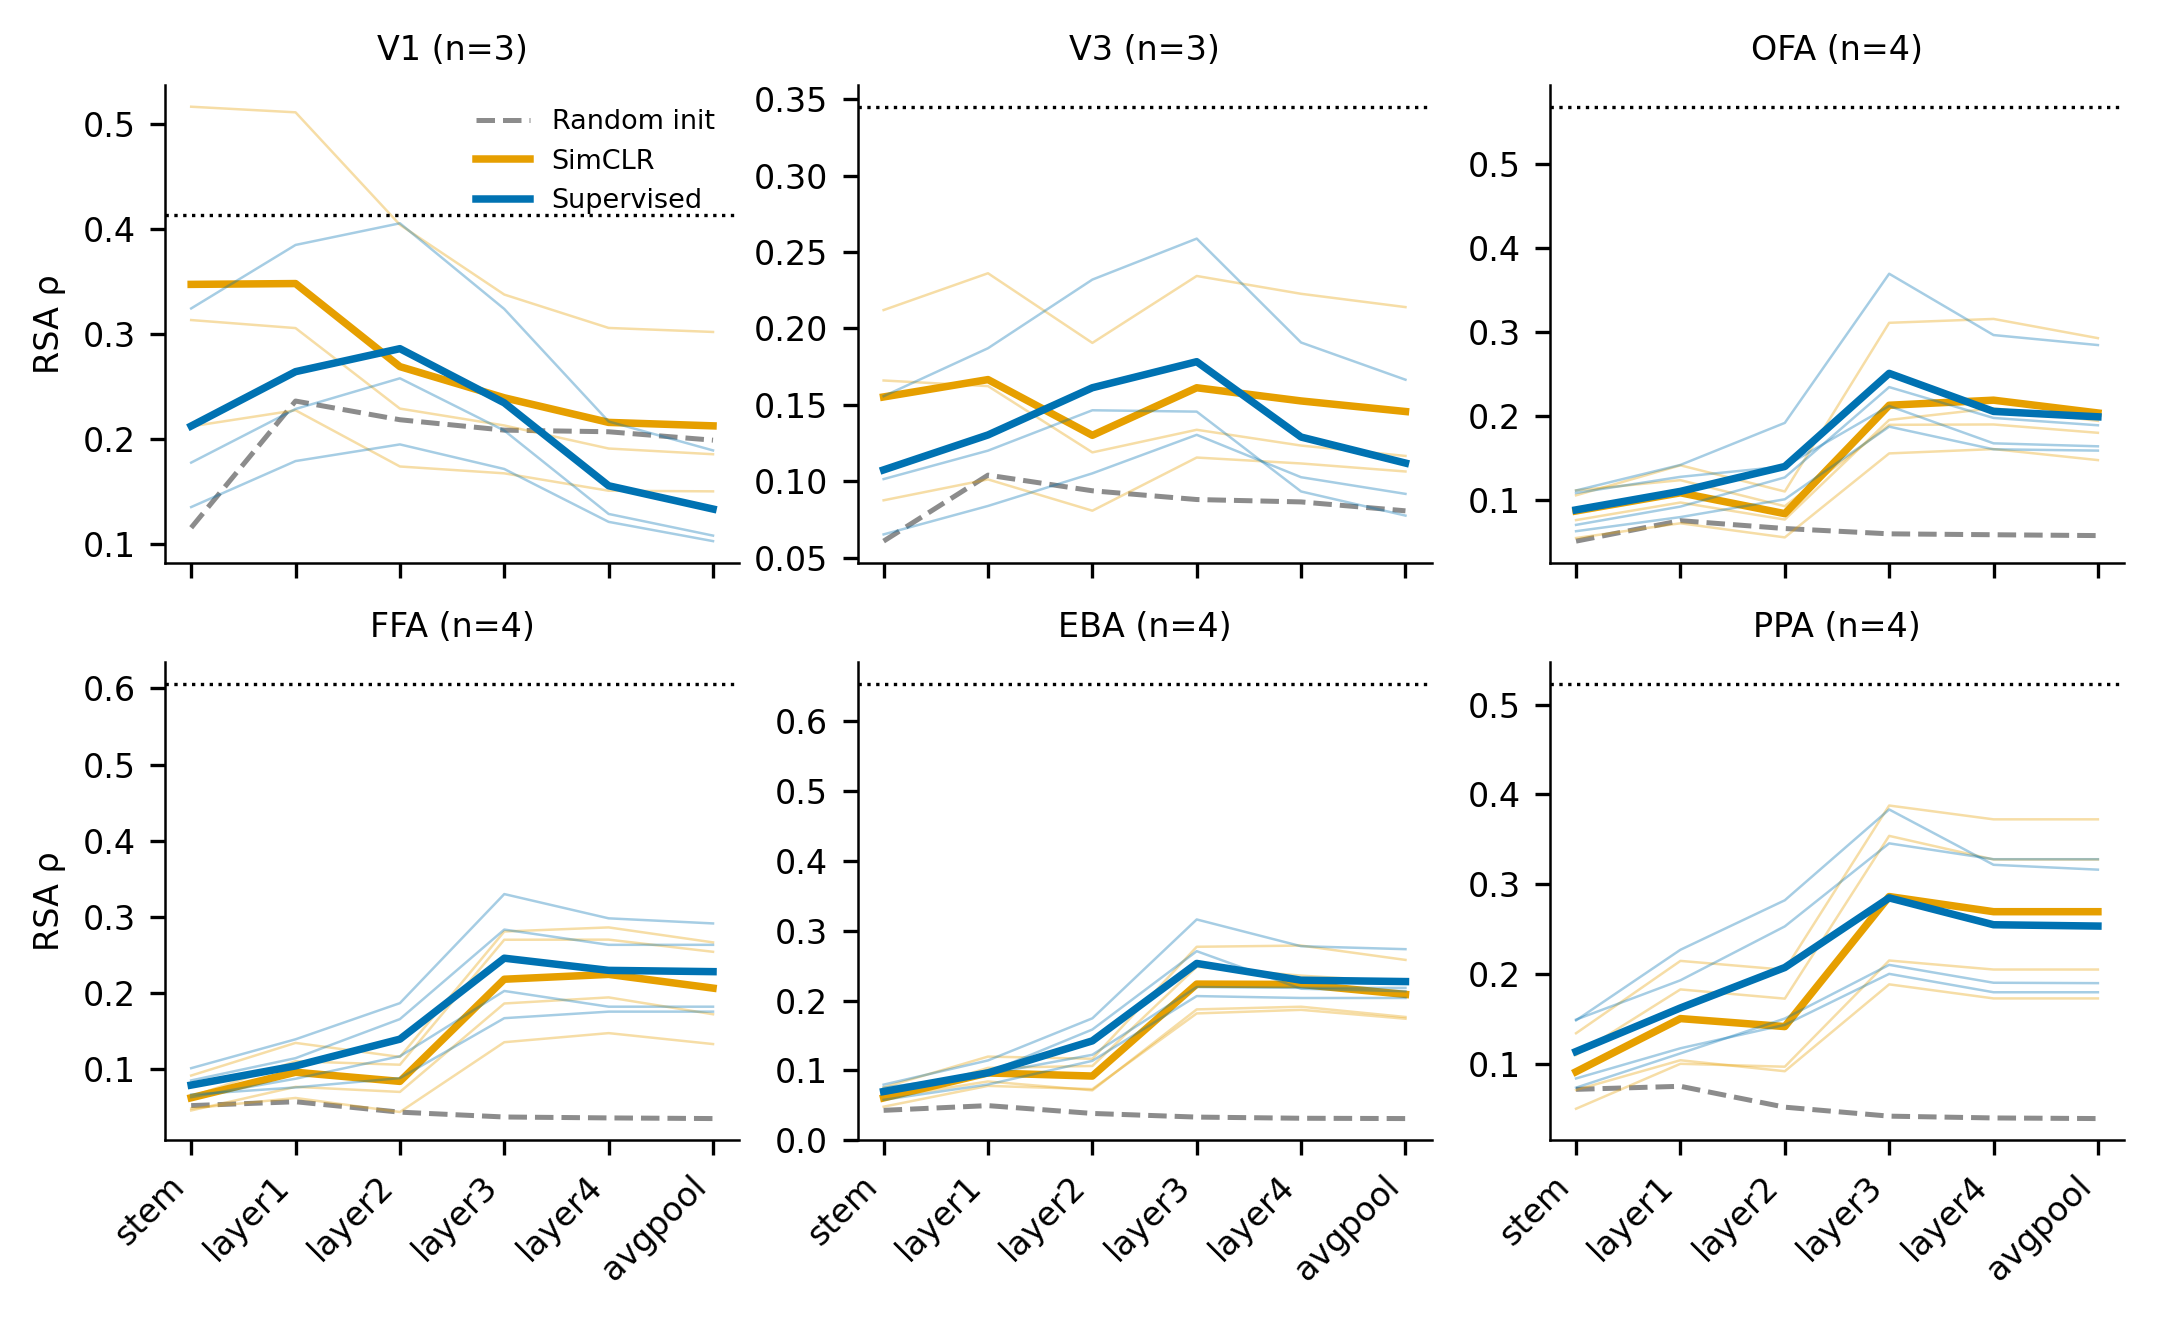 V1 (n=3)
RSA ρ
0.5
0.4
0.3
0.2
0.1
Random init
SimCLR
Supervised
V3 (n=3)
0.35
0.30
0.25
0.20
0.15
0.10
0.05
OFA (n=4)
0.5
0.4
0.3
0.2
0.1
FFA (n=4)
RSA ρ
0.6
0.5
0.4
0.3
0.2
0.1
stem
layer1
layer2
layer3
layer4
avgpool
EBA (n=4)
0.6
0.5
0.4
0.3
0.2
0.1
0.0
stem
layer1
layer2
layer3
layer4
avgpool
PPA (n=4)
0.5
0.4
0.3
0.2
0.1
stem
layer1
layer2
layer3
layer4
avgpool